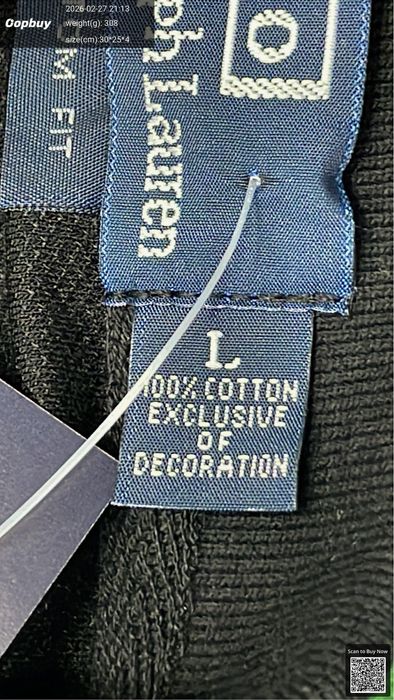 Oopbuy
2026-02-27 21:13
weight(g): 308
size(cm):30*25*4
M FIT
ph Lauren
O
L
100% COTTON
EXCLUSIVE
OF
DECORATION
Scan to Buy Now